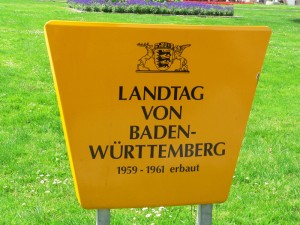 LANDTAG
VON
BADEN-
WÜRTTEMBERG
1959 - 1961 erbaut